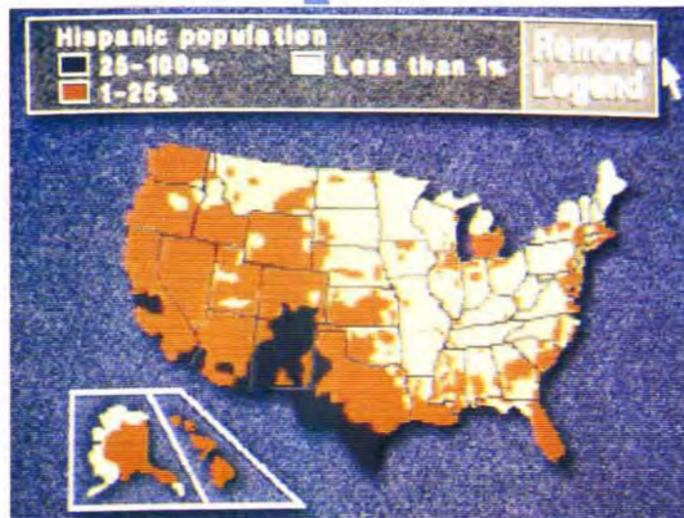 Hispanic population
25-100% Less than 1%
1-25%
Remove
Legend